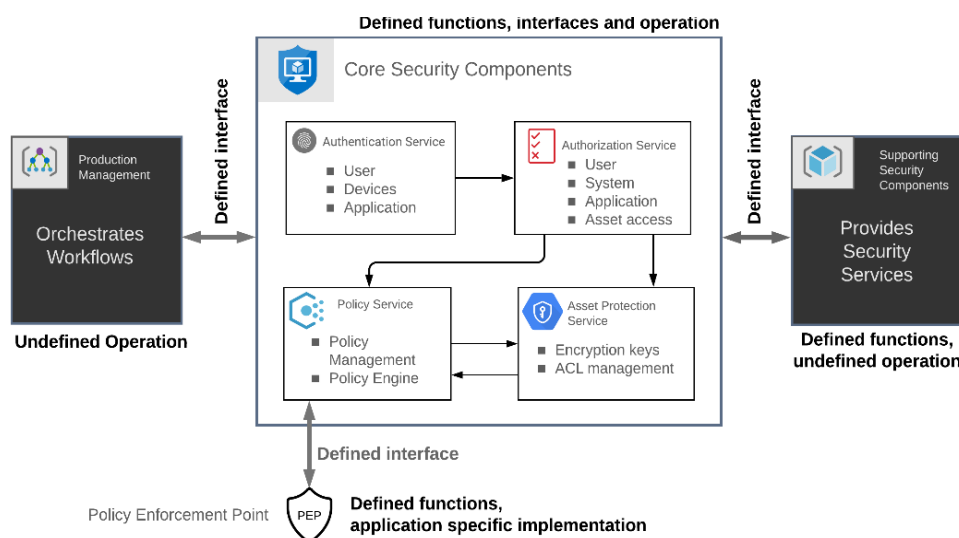 Defined functions, interfaces and operation
Core Security Components
Defined interface
Production
Management
Orchestrates
Workflows
Undefined Operation
Authentication Service
User
Devices
Application
Authorization Service
User
System
Application
Asset access
Policy Service
Policy
Management
Policy Engine
Asset Protection
Service
Encryption keys
ACL management
Defined interface
Supporting
Security
Components
Provides
Security
Services
Defined functions,
undefined operation
Defined interface
Policy Enforcement Point
PEP
Defined functions,
application specific implementation